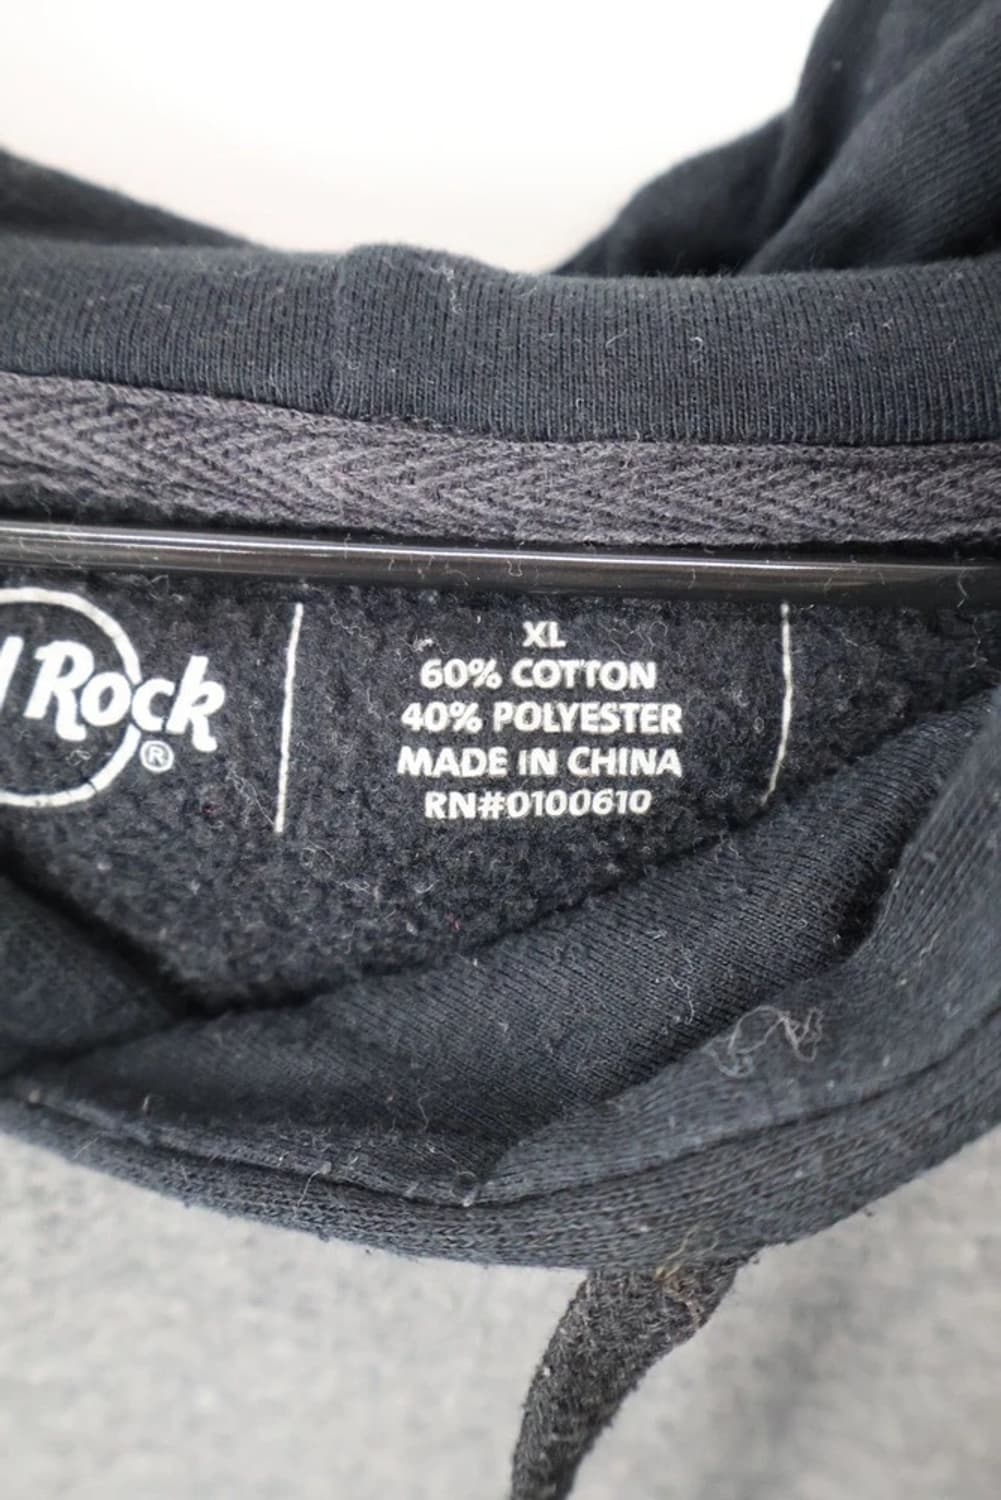 Rock
®
XL
60% COTTON
40% POLYESTER
MADE IN CHINA
RN#0100610